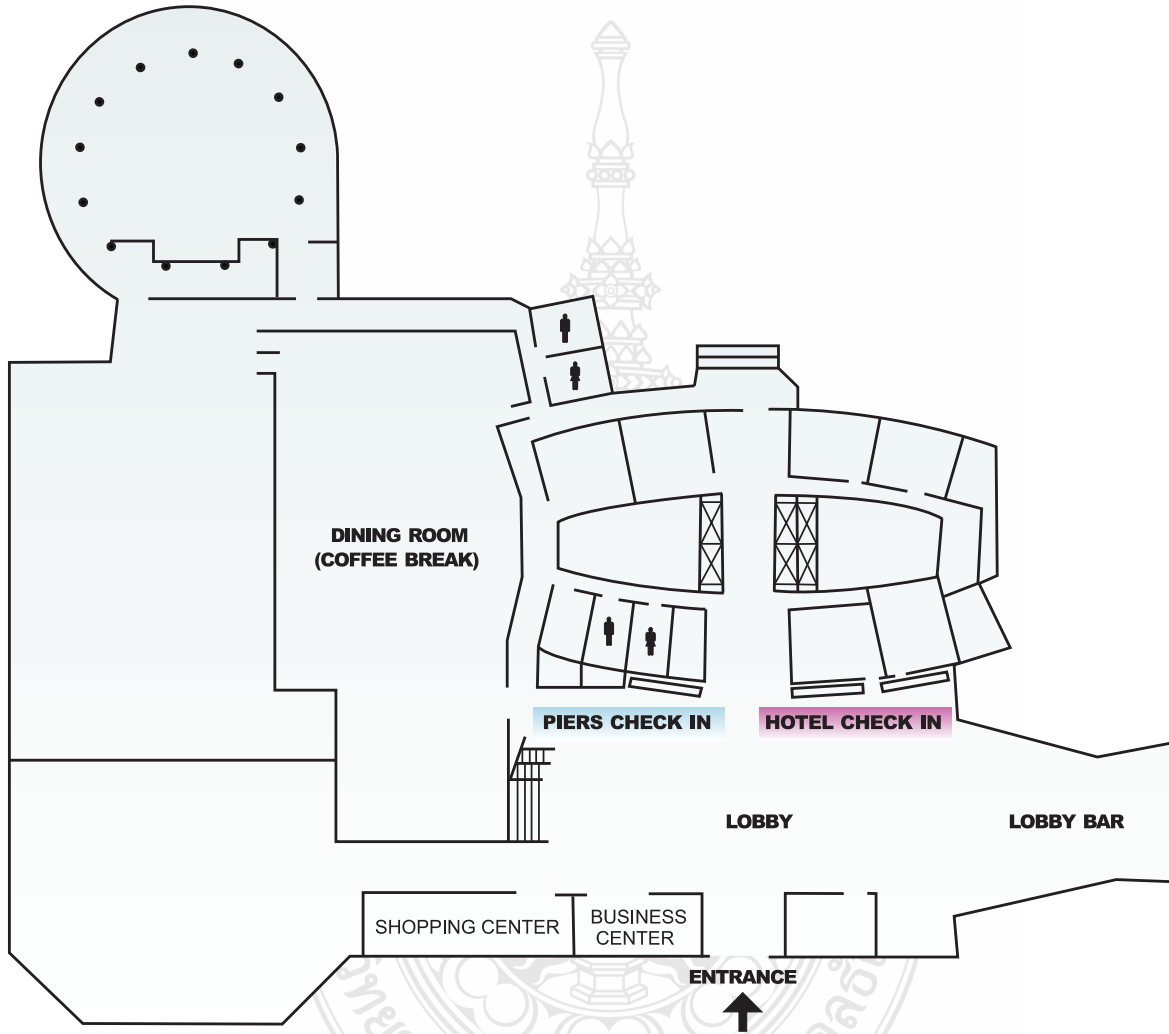 DINING ROOM
(COFFEE BREAK)
PIERS CHECK IN
HOTEL CHECK IN
LOBBY
LOBBY BAR
SHOPPING CENTER
BUSINESS
CENTER
ENTRANCE